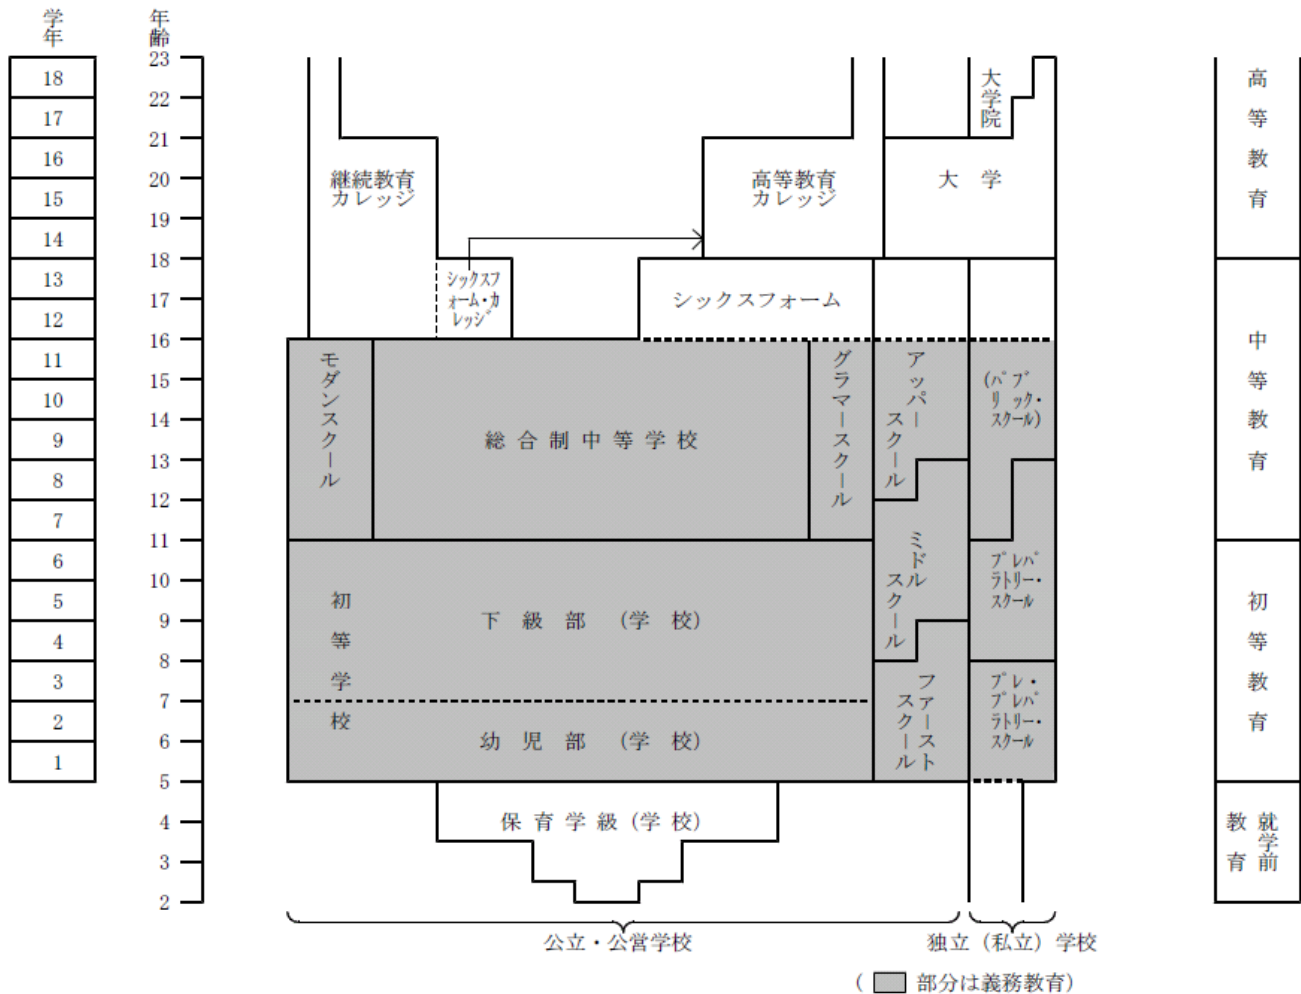 学年
年齢
18
17
16
15
14
13
12
11
10
9
8
7
6
5
4
3
2
1
23
22
21
20
19
18
17
16
15
14
13
12
11
10
9
8
7
6
5
4
3
2
大学院
継続教育
カレッジ
高等教育
カレッジ
大学
シックスフ
ォーム・カ
レッジ
シックスフォーム
モダンスクール
総合制中等学校
グラマースクール
アッパー
スクール
(パブ
リック・
スクール)
ミドル
スクール
プレパ
ラトリー・
スクール
初等学校
下級部(学校)
幼児部(学校)
ファースト
スクール
プレ・
プレパ
ラトリー・
スクール
保育学級(学校)
高等教育
中等教育
初等教育
就学前
教育
公立・公営学校
独立(私立)学校
(部分は義務教育)